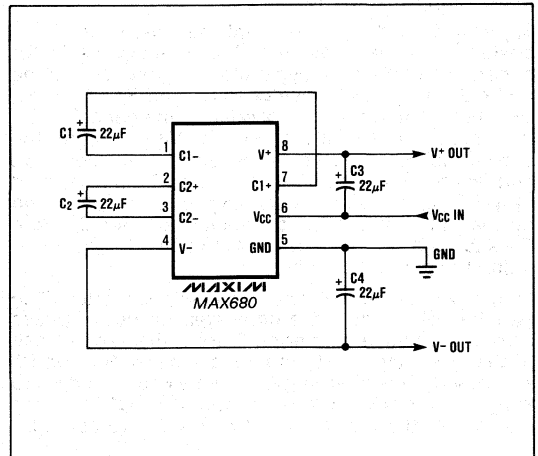 +
C1 22µF
+
C2 22µF
1 C1-
2 C2+
3 C2-
4 V-
V+ 8
C1+ 7
VCC 6
GND 5
MAXIM
MAX680
V+ OUT
+ C3
22µF
VCC IN
GND
+ C4
22µF
V- OUT